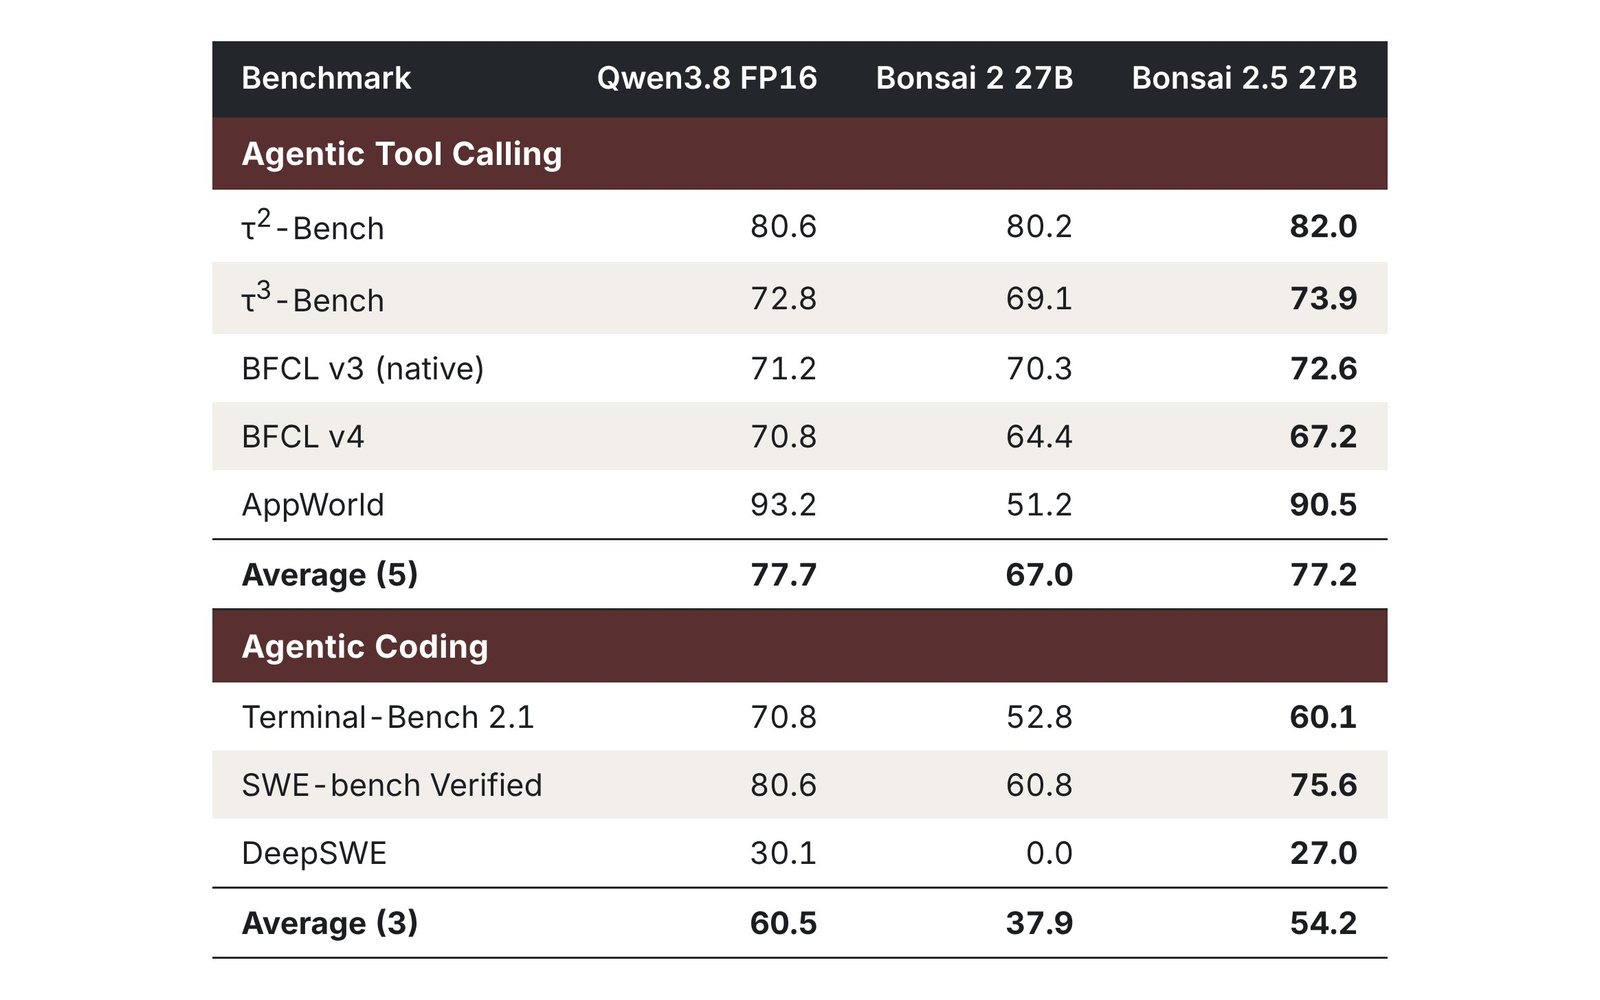 Benchmark Qwen3.8 FP16 Bonsai 2 27B Bonsai 2.5 27B
Agentic Tool Calling
τ²-Bench 80.6 80.2 82.0
τ³-Bench 72.8 69.1 73.9
BFCL v3 (native) 71.2 70.3 72.6
BFCL v4 70.8 64.4 67.2
AppWorld 93.2 51.2 90.5
Average (5) 77.7 67.0 77.2
Agentic Coding
Terminal-Bench 2.1 70.8 52.8 60.1
SWE-bench Verified 80.6 60.8 75.6
DeepSWE 30.1 0.0 27.0
Average (3) 60.5 37.9 54.2